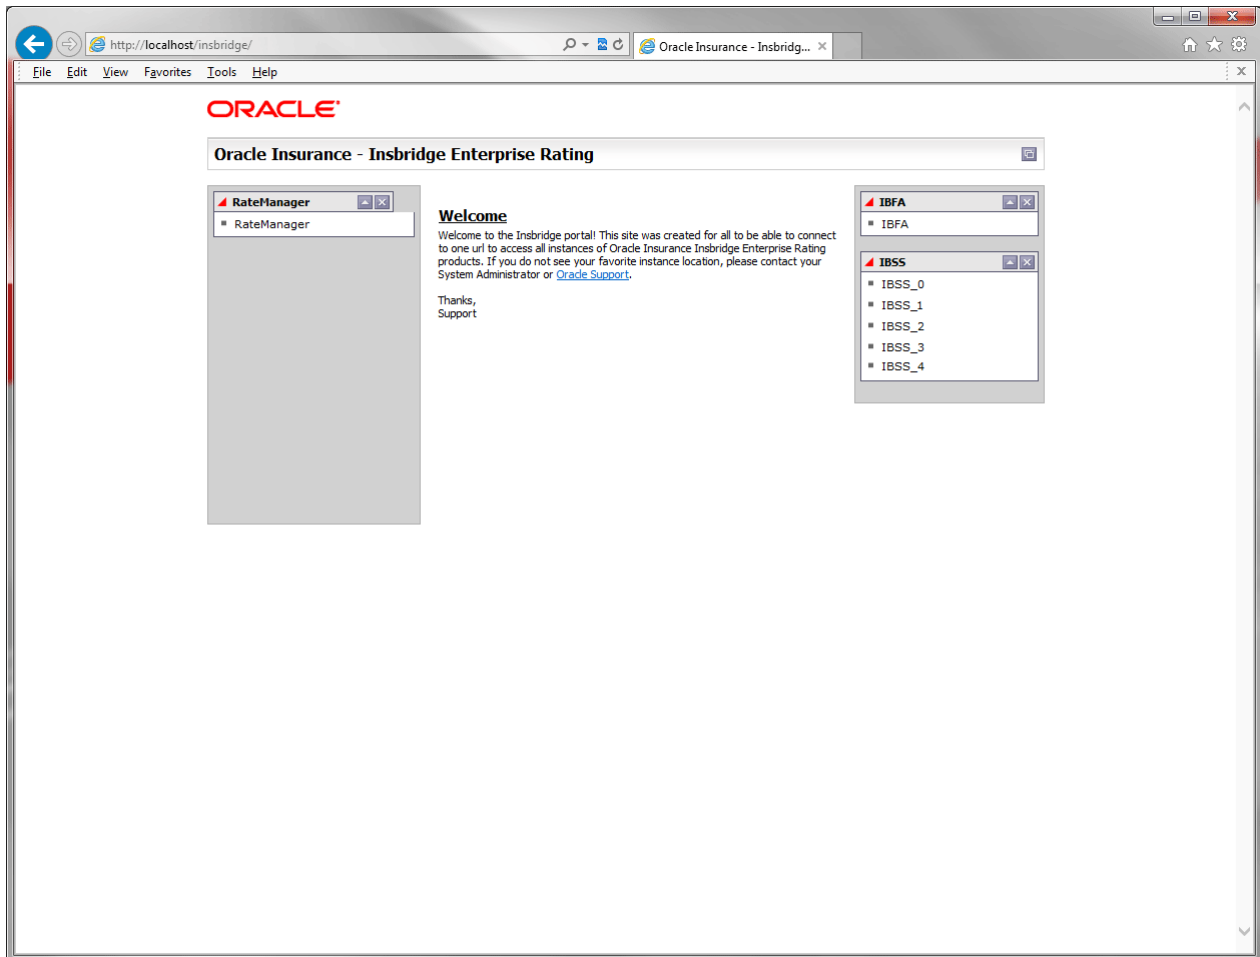 http://localhost/insbridge/
Oracle Insurance - Insbridg...
File Edit View Favorites Tools Help
ORACLE
Oracle Insurance - Insbridge Enterprise Rating
RateManager
RateManager
Welcome
Welcome to the Insbridge portal! This site was created for all to be able to connect
to one url to access all instances of Oracle Insurance Insbridge Enterprise Rating
products. If you do not see your favorite instance location, please contact your
System Administrator or Oracle Support.
Thanks,
Support
IBFA
IBFA
IBSS
IBSS_0
IBSS_1
IBSS_2
IBSS_3
IBSS_4